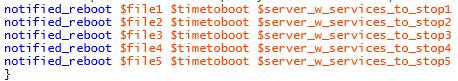 notified_reboot $file1 $timetoboot $server_w_services_to_stop1
notified_reboot $file2 $timetoboot $server_w_services_to_stop2
notified_reboot $file3 $timetoboot $server_w_services_to_stop3
notified_reboot $file4 $timetoboot $server_w_services_to_stop4
notified_reboot $file5 $timetoboot $server_w_services_to_stop5
}